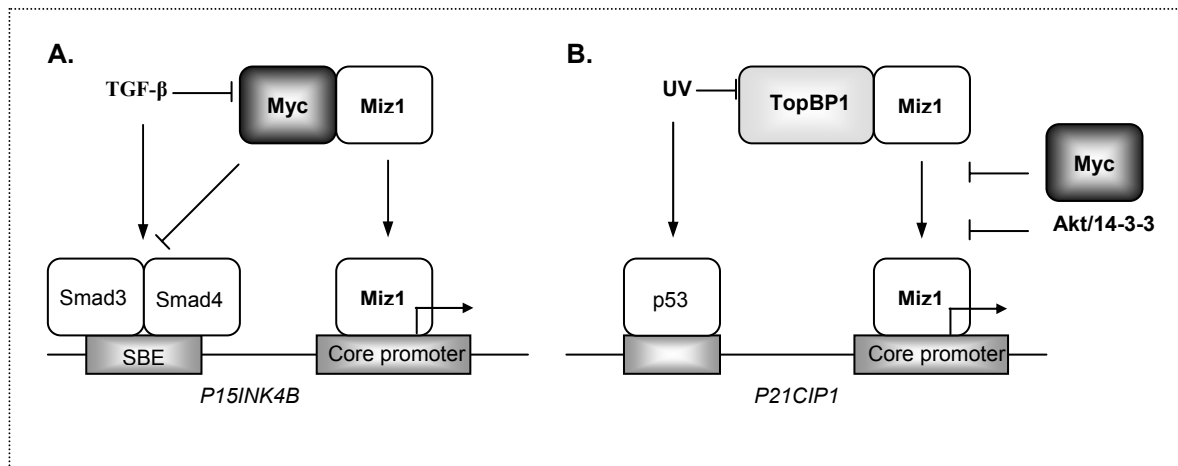 A.
TGF-β
Myc
Miz1
Smad3
Smad4
Miz1
SBE
Core promoter
P15INK4B
B.
UV
TopBP1
Miz1
Myc
Akt/14-3-3
p53
Miz1
Core promoter
P21CIP1